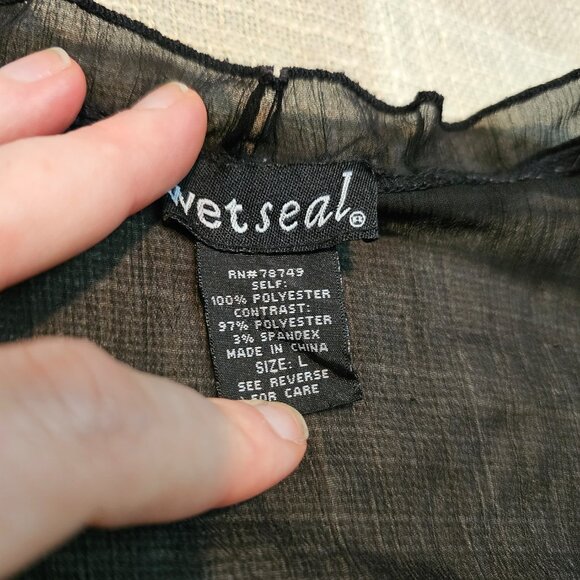 wetseal®
RN#78749
SELF:
100% POLYESTER
CONTRAST:
97% POLYESTER
3% SPANDEX
MADE IN CHINA
SIZE: L
SEE REVERSE
FOR CARE